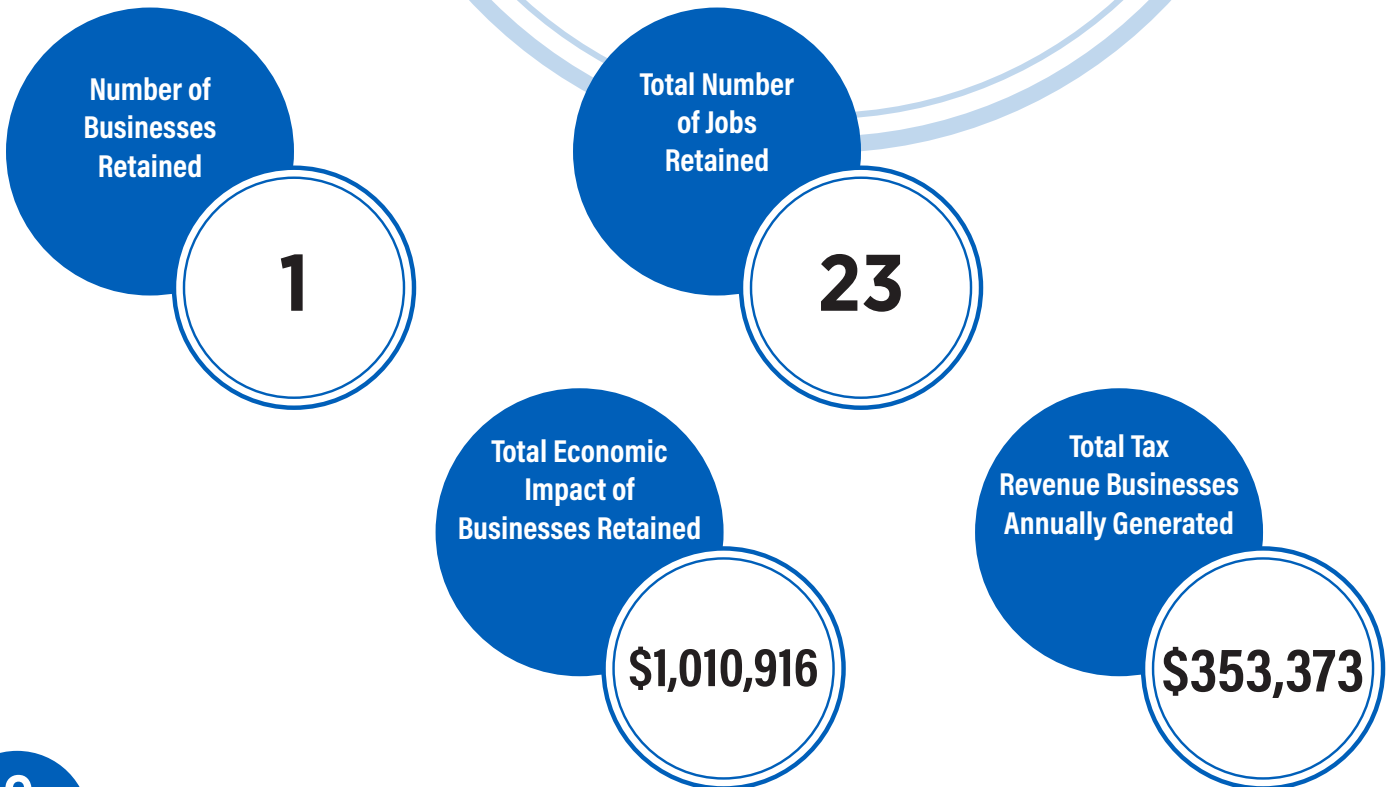 Number of
Businesses
Retained
1
Total Number
of Jobs
Retained
23
Total Economic
Impact of
Businesses Retained
$1,010,916
Total Tax
Revenue Businesses
Annually Generated
$353,373